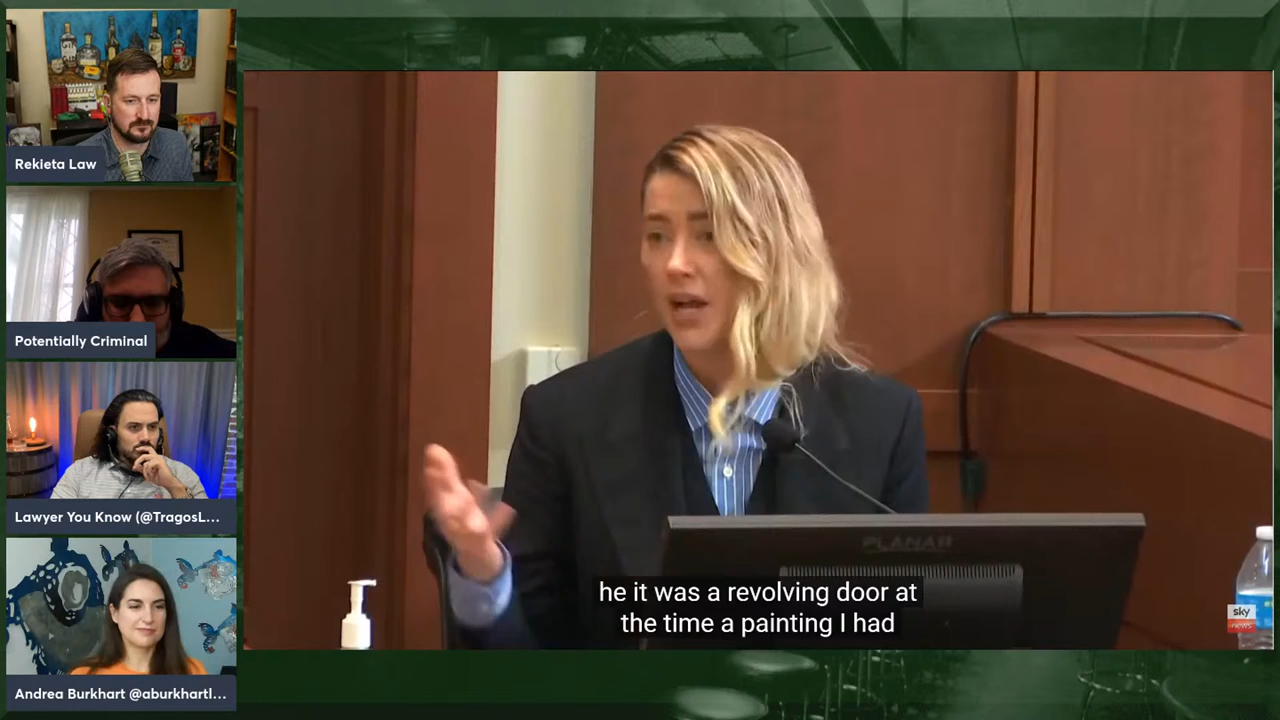 Rekieta Law
Potentially Criminal
Lawyer You Know (@TragosL...
Andrea Burkhart @aburkhartl...
PLANAR
he it was a revolving door at
the time a painting I had
sky
news